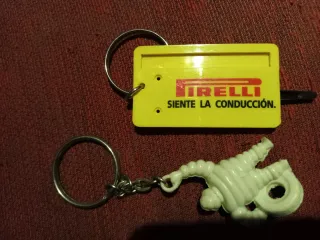 PIRELLI
SIENTE LA CONDUCCIÓN.